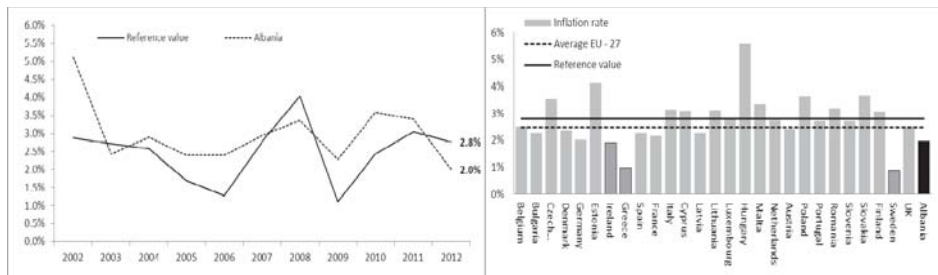 6.0%
5.5%
5.0%
4.5%
4.0%
3.5%
3.0%
2.5%
2.0%
1.5%
1.0%
0.5%
0.0%
Reference value
Albania
2.8%
2.0%
2002 2003 2004 2005 2006 2007 2008 2009 2010 2011 2012
Inflation rate
Average EU - 27
Reference value
6%
5%
4%
3%
2%
1%
0%
Belgium
Bulgaria
Czech...
Denmark
Germany
Estonia
Ireland
Greece
Spain
France
Italy
Cyprus
Latvia
Lithuania
Luxembourg
Hungary
Malta
Netherlands
Austria
Poland
Portugal
Romania
Slovenia
Slovakia
Finland
Sweden
UK
Albania